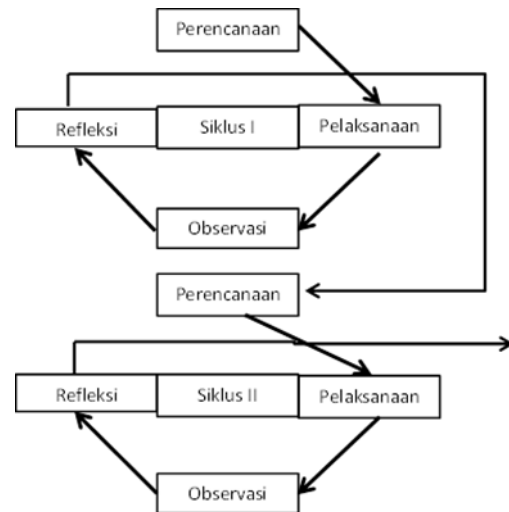 Perencanaan
Refleksi
Siklus I
Pelaksanaan
Observasi
Perencanaan
Refleksi
Siklus II
Pelaksanaan
Observasi